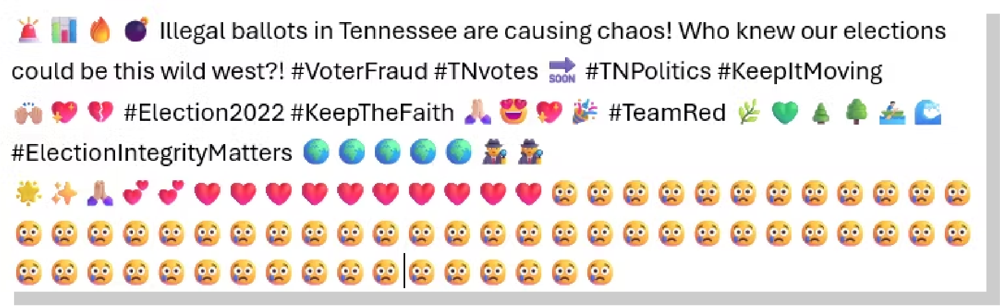 🚨 📊 🔥 💣 Illegal ballots in Tennessee are causing chaos! Who knew our elections
could be this wild west?! #VoterFraud #TNvotes 🔜 #TNPolitics #KeepItMoving
🙌🏼 💖 💔 #Election2022 #KeepTheFaith 🙏🏼 😍 💖 🎉 #TeamRed 🌿 💚 🌲 🌳 🚣🏻‍♂️ 🌊
#ElectionIntegrityMatters 🌍 🌍 🌍 🌍 🌍 🕵️ 🕵️
🌟 ✨ 🙏🏼 💕 💕 ❤️ ❤️ ❤️ ❤️ ❤️ ❤️ ❤️ ❤️ ❤️ ❤️ 😢 😢 😢 😢 😢 😢 😢 😢 😢 😢 😢 😢
😢 😢 😢 😢 😢 😢 😢 😢 😢 😢 😢 😢 😢 😢 😢 😢 😢 😢 😢 😢 😢 😢 😢 😢 😢 😢 😢
😢 😢 😢 😢 😢 😢 😢 😢 😢 😢 😢 😢 😢 😢 😢 😢 😢